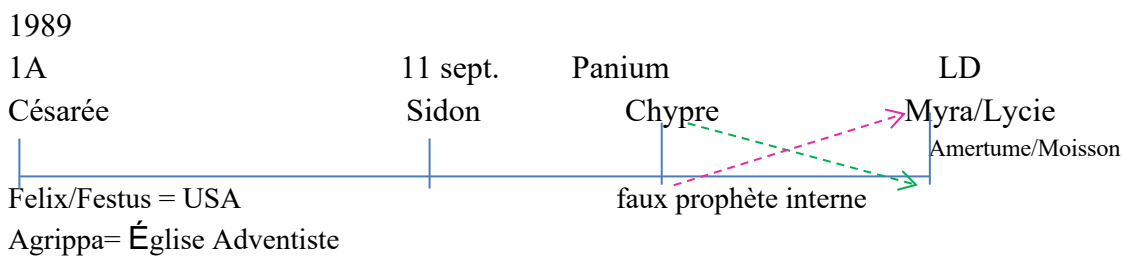 1989
1A 11 sept. Panium LD
Césarée Sidon Chypre Myra/Lycie
Amertume/Moisson
Felix/Festus = USA faux prophète interne
Agrippa= Église Adventiste